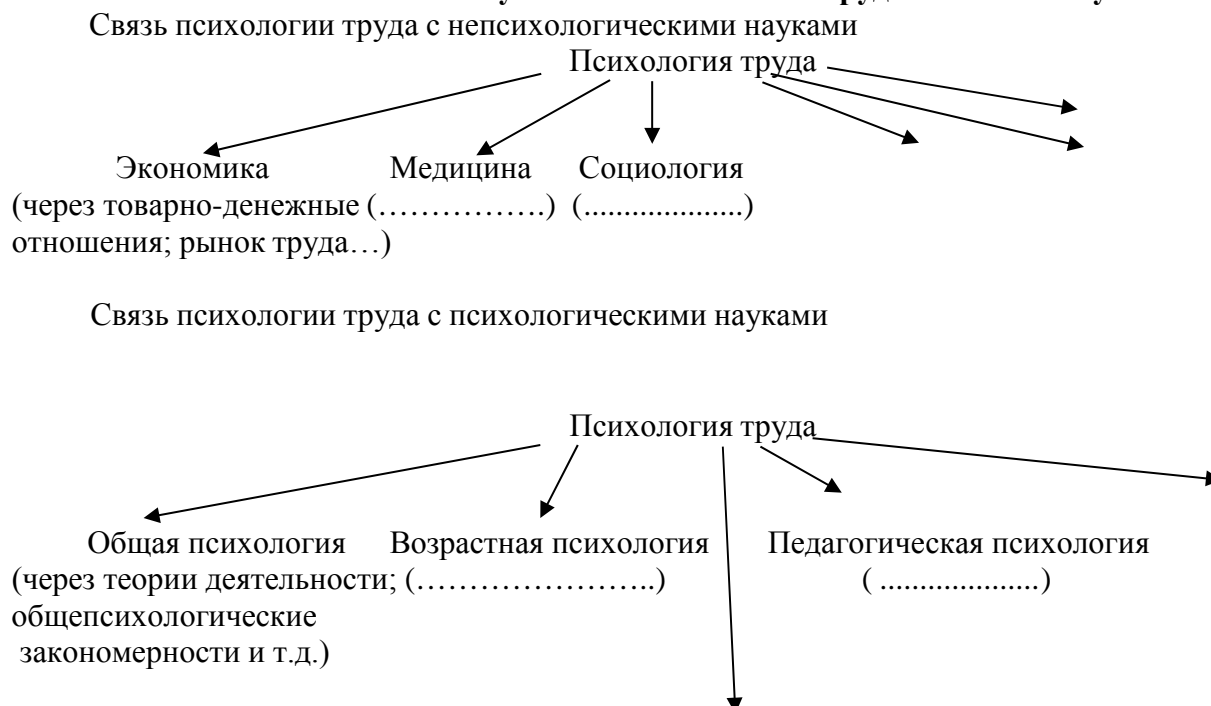 Связь психологии труда с непсихологическими науками
Психология труда
Экономика Медицина Социология
(через товарно-денежные (…………….) (....................)
отношения; рынок труда…)
Связь психологии труда с психологическими науками
Психология труда
Общая психология Возрастная психология Педагогическая психология
(через теории деятельности; (…………………..) ( ....................)
общепсихологические
закономерности и т.д.)